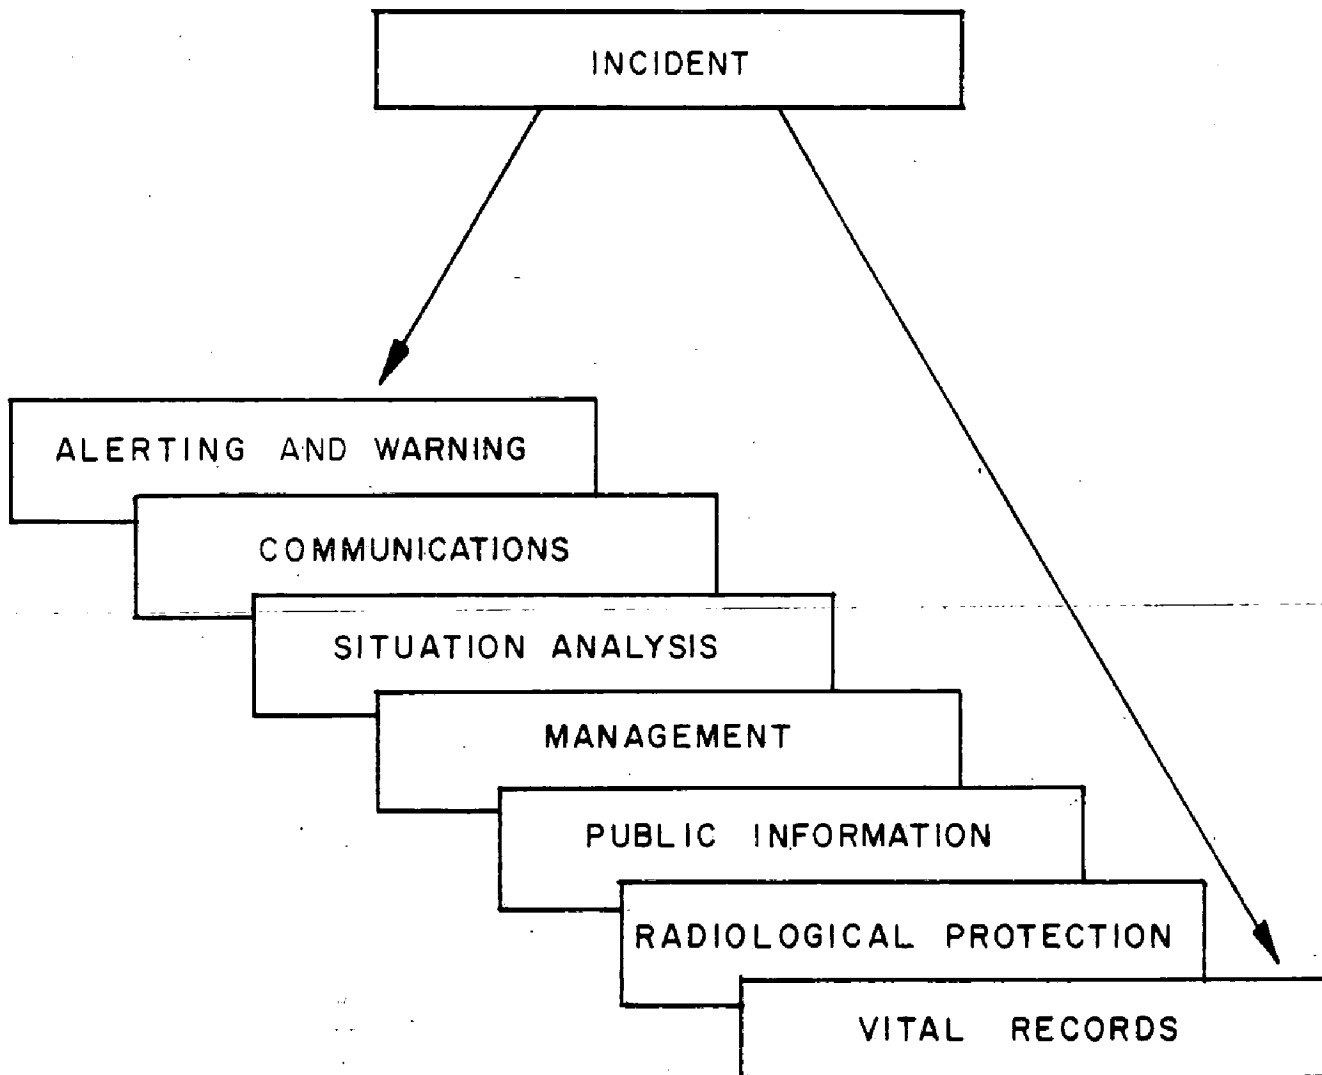 INCIDENT
ALERTING AND WARNING
COMMUNICATIONS
SITUATION ANALYSIS
MANAGEMENT
PUBLIC INFORMATION
RADIOLOGICAL PROTECTION
VITAL RECORDS